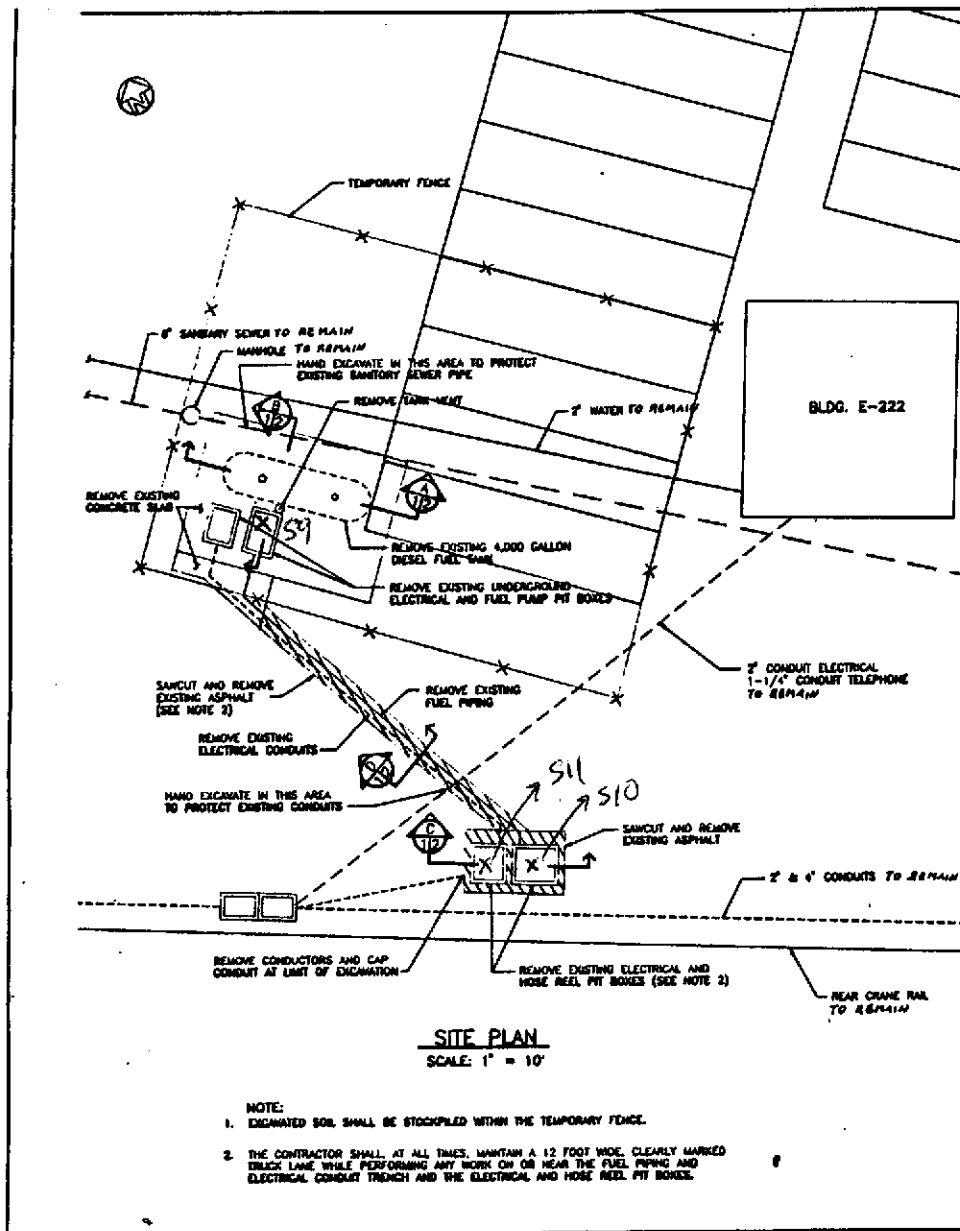 N
TEMPORARY FENCE
8" SANITARY SEWER TO REMAIN
MANHOLE TO REMAIN
HAND EXCAVATE IN THIS AREA TO PROTECT
EXISTING SANITORY SEWER PIPE
B
1/2
REMOVE TANK VENT
2" WATER TO REMAIN
BLDG. E-222
A
1/2
REMOVE EXISTING
CONCRETE SLAB
REMOVE EXISTING 4,000 GALLON
DIESEL FUEL TANK
REMOVE EXISTING UNDERGROUND
ELECTRICAL AND FUEL PUMP PIT BOXES
2" CONDUIT ELECTRICAL
1-1/4" CONDUIT TELEPHONE
TO REMAIN
SAWCUT AND REMOVE
EXISTING ASPHALT
(SEE NOTE 2)
REMOVE EXISTING
FUEL PIPING
REMOVE EXISTING
ELECTRICAL CONDUITS
HAND EXCAVATE IN THIS AREA
TO PROTECT EXISTING CONDUITS
S11
S10
C
1/2
SAWCUT AND REMOVE
EXISTING ASPHALT
2" & 4" CONDUITS TO REMAIN
REMOVE CONDUCTORS AND CAP
CONDUIT AT LIMIT OF EXCAVATION
REMOVE EXISTING ELECTRICAL AND
HOSE REEL PIT BOXES (SEE NOTE 2)
REAR CRANE RAIL
TO REMAIN
SITE PLAN
SCALE: 1" = 10'
NOTE:
1. EXCAVATED SOIL SHALL BE STOCKPILED WITHIN THE TEMPORARY FENCE.
2. THE CONTRACTOR SHALL, AT ALL TIMES, MAINTAIN A 12 FOOT WIDE, CLEARLY MARKED
TRUCK LANE WHILE PERFORMING ANY WORK ON OR NEAR THE FUEL PIPING AND
ELECTRICAL CONDUIT TRENCH AND THE ELECTRICAL AND HOSE REEL PIT BOXES.